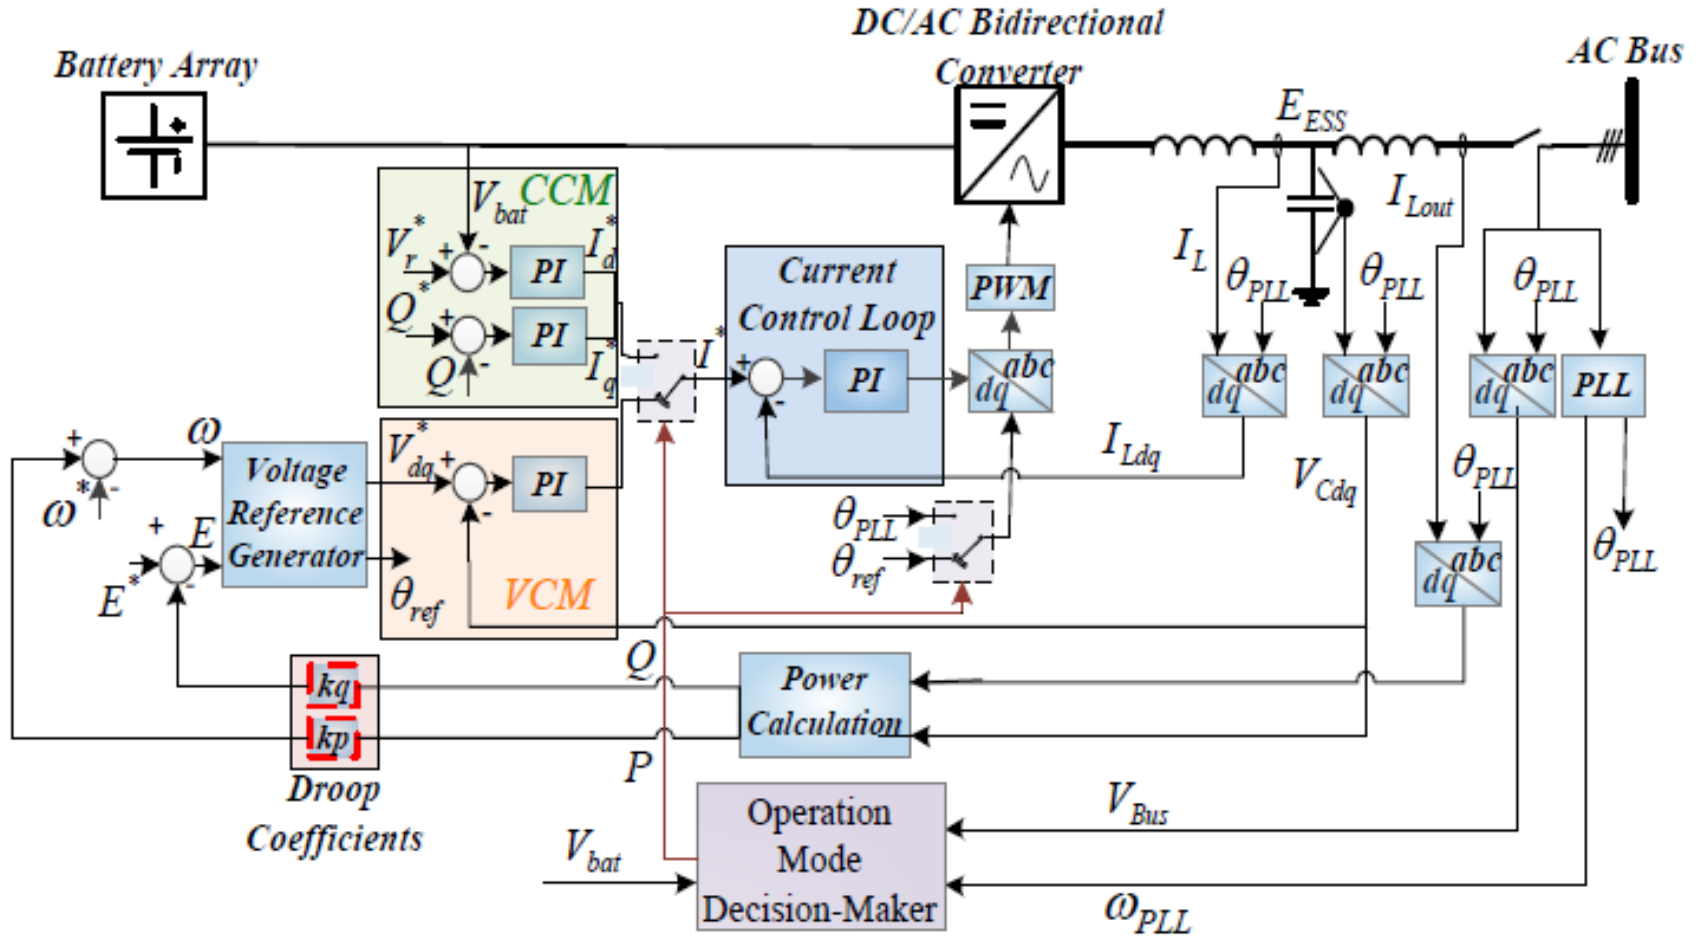 DC/AC Bidirectional
Converter
Battery Array
AC Bus
E_ESS
CCM
V_bat
-
V_r^*
+
PI
I_d^*
Q^*
+
PI
I_q^*
Q
-
I_L
I_Lout
θ_PLL
θ_PLL
θ_PLL
Current
Control Loop
PWM
I^*
+
-
PI
abc
dq
abc
dq
abc
dq
abc
dq
PLL
ω
+
-
ω^*
Voltage
Reference
Generator
V_dq^*
+
-
PI
VCM
θ_ref
+
E
-
E^*
I_Ldq
V_Cdq
θ_PLL
θ_PLL
θ_ref
abc
dq
θ_PLL
Q
kq
kp
P
Droop
Coefficients
Power
Calculation
Operation
Mode
Decision-Maker
V_bat
V_Bus
ω_PLL